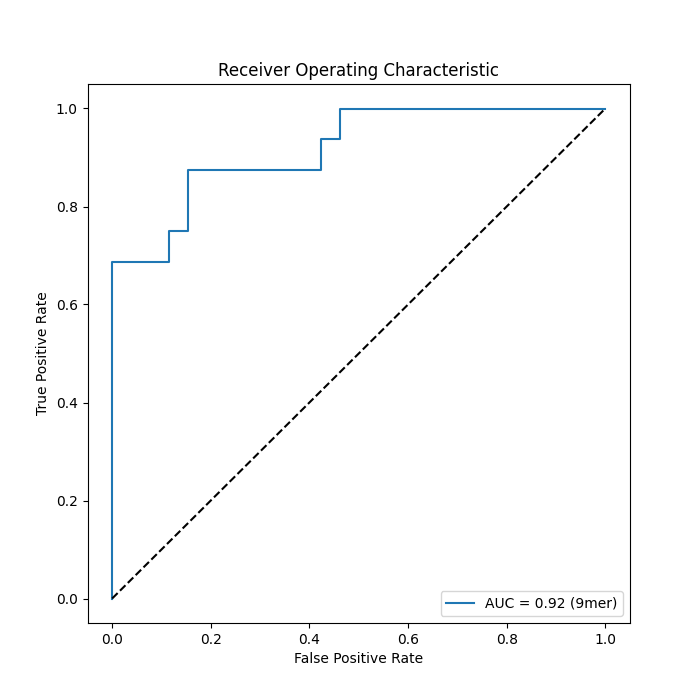 Receiver Operating Characteristic
True Positive Rate
1.0
0.8
0.6
0.4
0.2
0.0
AUC = 0.92 (9mer)
0.0 0.2 0.4 0.6 0.8 1.0
False Positive Rate